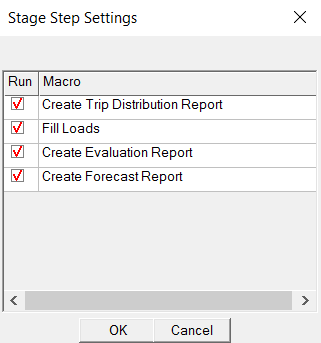 Stage Step Settings
Run Macro
Create Trip Distribution Report
Fill Loads
Create Evaluation Report
Create Forecast Report
OK Cancel